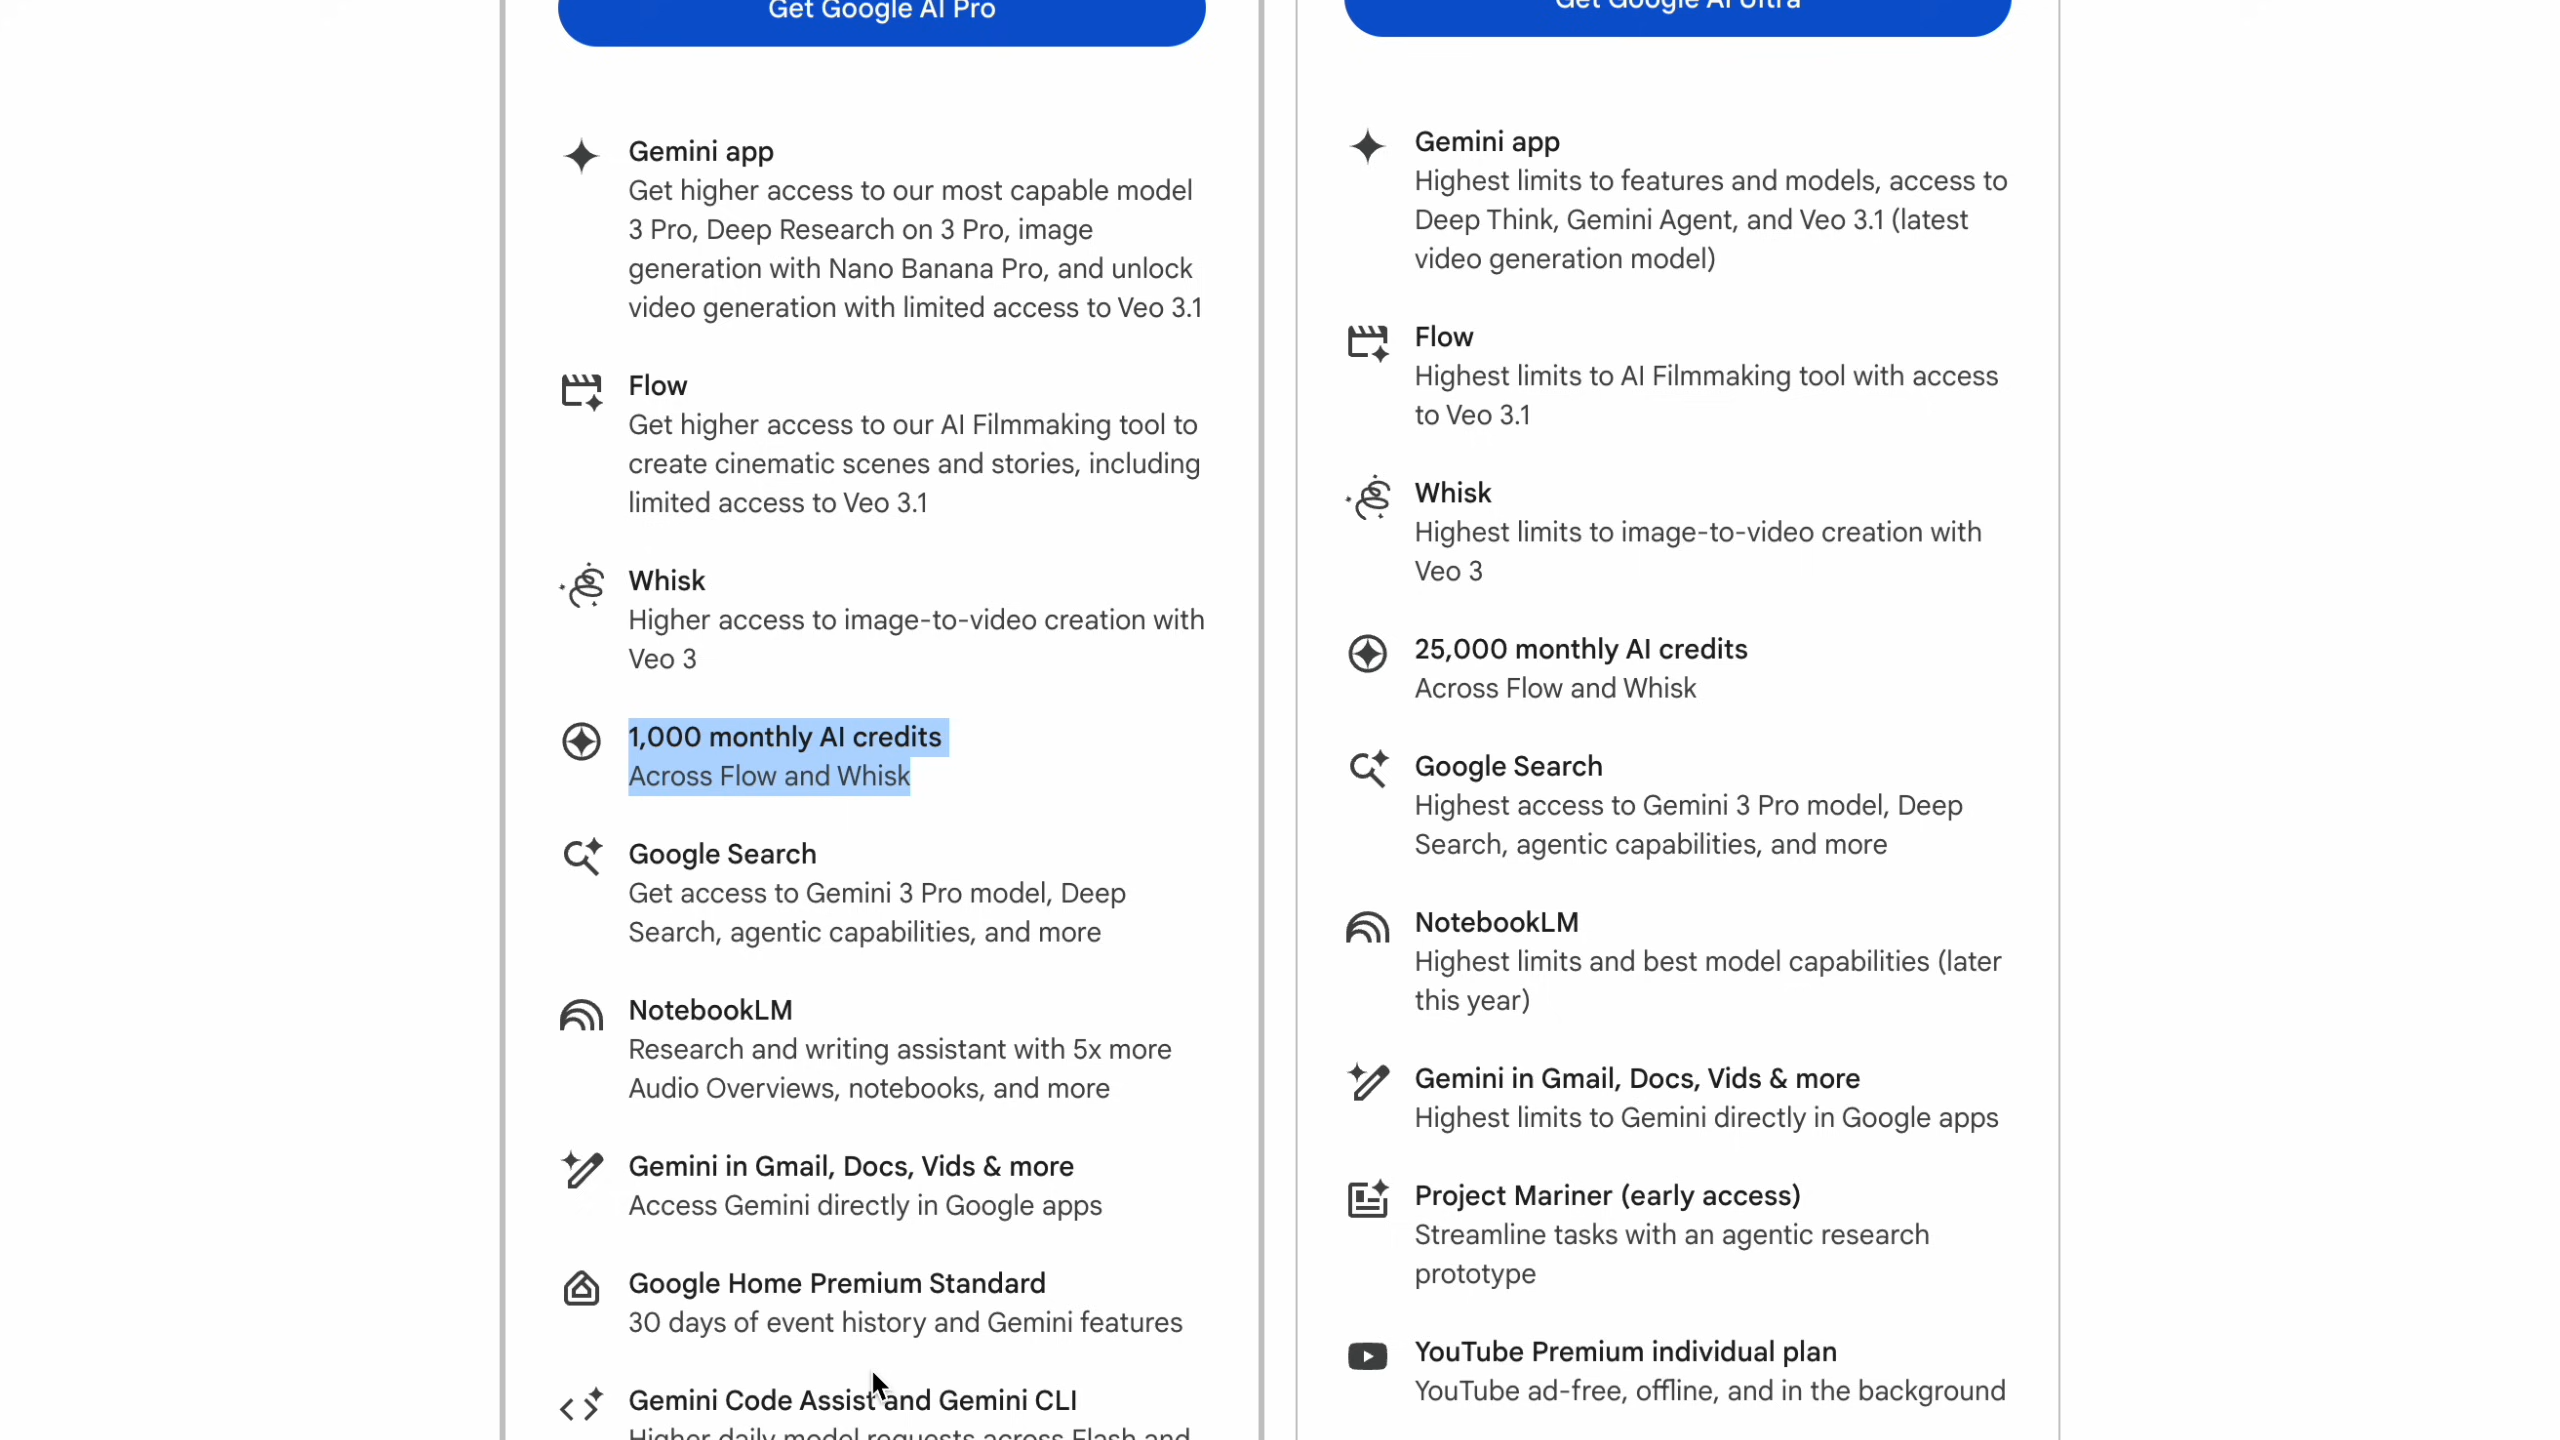 Get Google AI Pro
Gemini app
Get higher access to our most capable model
3 Pro, Deep Research on 3 Pro, image
generation with Nano Banana Pro, and unlock
video generation with limited access to Veo 3.1
Flow
Get higher access to our AI Filmmaking tool to
create cinematic scenes and stories, including
limited access to Veo 3.1
Whisk
Higher access to image-to-video creation with
Veo 3
1,000 monthly AI credits
Across Flow and Whisk
Google Search
Get access to Gemini 3 Pro model, Deep
Search, agentic capabilities, and more
NotebookLM
Research and writing assistant with 5x more
Audio Overviews, notebooks, and more
Gemini in Gmail, Docs, Vids & more
Access Gemini directly in Google apps
Google Home Premium Standard
30 days of event history and Gemini features
Gemini Code Assist and Gemini CLI
Higher daily model requests across Flash and
Get Google AI Ultra
Gemini app
Highest limits to features and models, access to
Deep Think, Gemini Agent, and Veo 3.1 (latest
video generation model)
Flow
Highest limits to AI Filmmaking tool with access
to Veo 3.1
Whisk
Highest limits to image-to-video creation with
Veo 3
25,000 monthly AI credits
Across Flow and Whisk
Google Search
Highest access to Gemini 3 Pro model, Deep
Search, agentic capabilities, and more
NotebookLM
Highest limits and best model capabilities (later
this year)
Gemini in Gmail, Docs, Vids & more
Highest limits to Gemini directly in Google apps
Project Mariner (early access)
Streamline tasks with an agentic research
prototype
YouTube Premium individual plan
YouTube ad-free, offline, and in the background